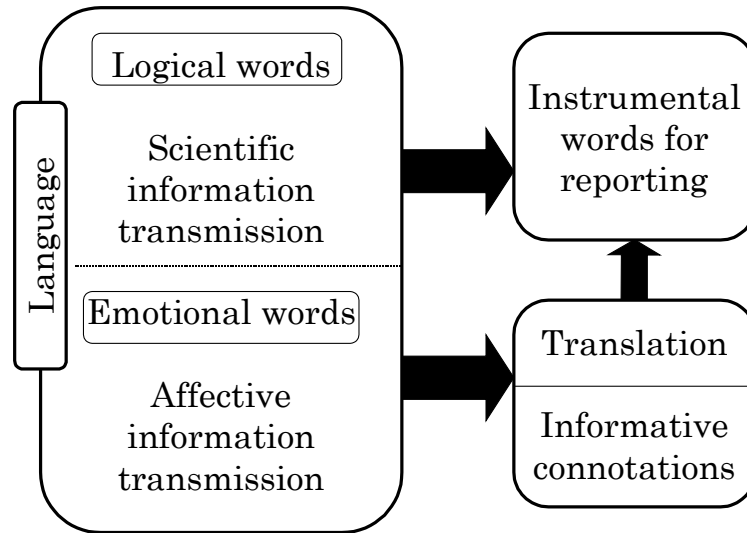 Language
Logical words
Scientific
information
transmission
Emotional words
Affective
information
transmission
Instrumental
words for
reporting
Translation
Informative
connotations